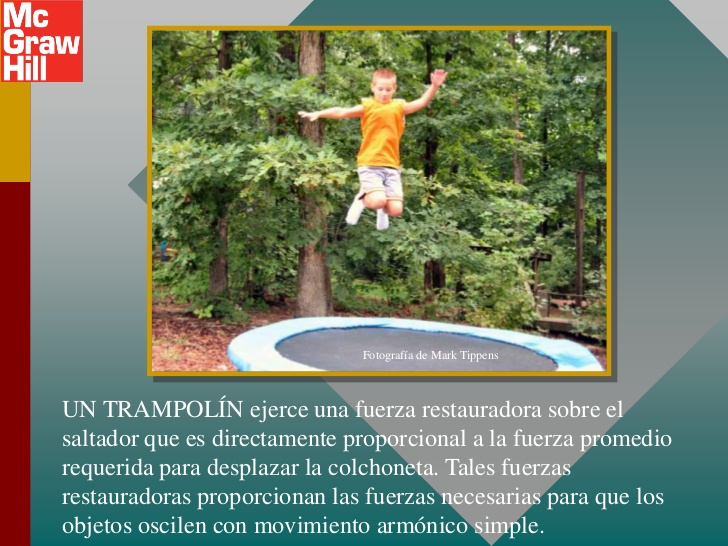 Mc
Graw
Hill
Fotografía de Mark Tippens
UN TRAMPOLÍN ejerce una fuerza restauradora sobre el
saltador que es directamente proporcional a la fuerza promedio
requerida para desplazar la colchoneta. Tales fuerzas
restauradoras proporcionan las fuerzas necesarias para que los
objetos oscilen con movimiento armónico simple.